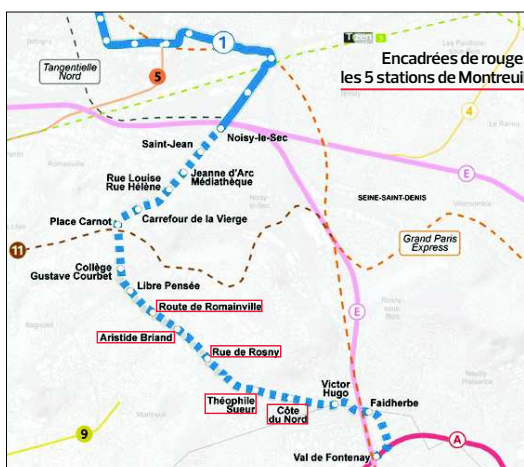 Encadrées de rouge,
les 5 stations de Montreuil
1
5
Tangentielle
Nord
4
Noisy-le-Sec
Saint-Jean
Jeanne d'Arc
Médiathèque
Rue Louise
Rue Hélène
E
SEINE-SAINT-DENIS
Carrefour de la Vierge
Place Carnot
11
Grand Paris
Express
Collège
Gustave Courbet
Libre Pensée
Route de Romainville
E
Aristide Briand
Rue de Rosny
Victor
Hugo
Faidherbe
Théophile
Sueur
Côte
du Nord
Montreuil
9
Val de Fontenay
A